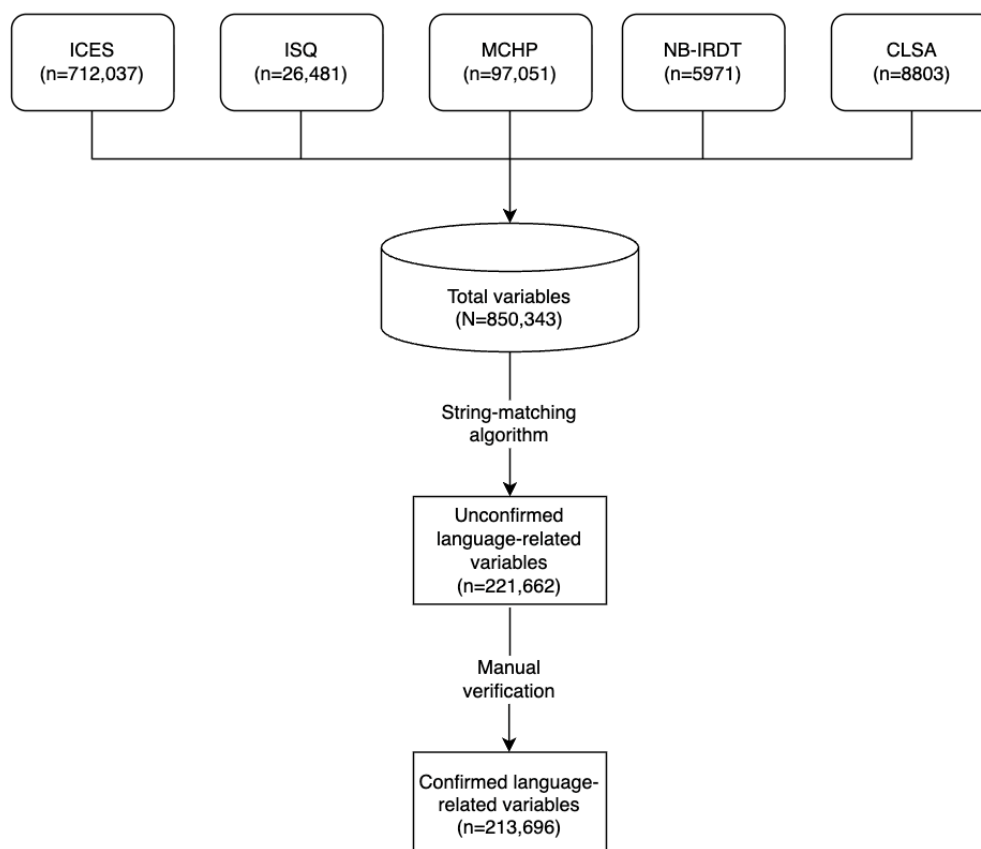 ICES
(n=712,037)
ISQ
(n=26,481)
MCHP
(n=97,051)
NB-IRDT
(n=5971)
CLSA
(n=8803)
Total variables
(N=850,343)
String-matching
algorithm
Unconfirmed
language-related
variables
(n=221,662)
Manual
verification
Confirmed language-
related variables
(n=213,696)